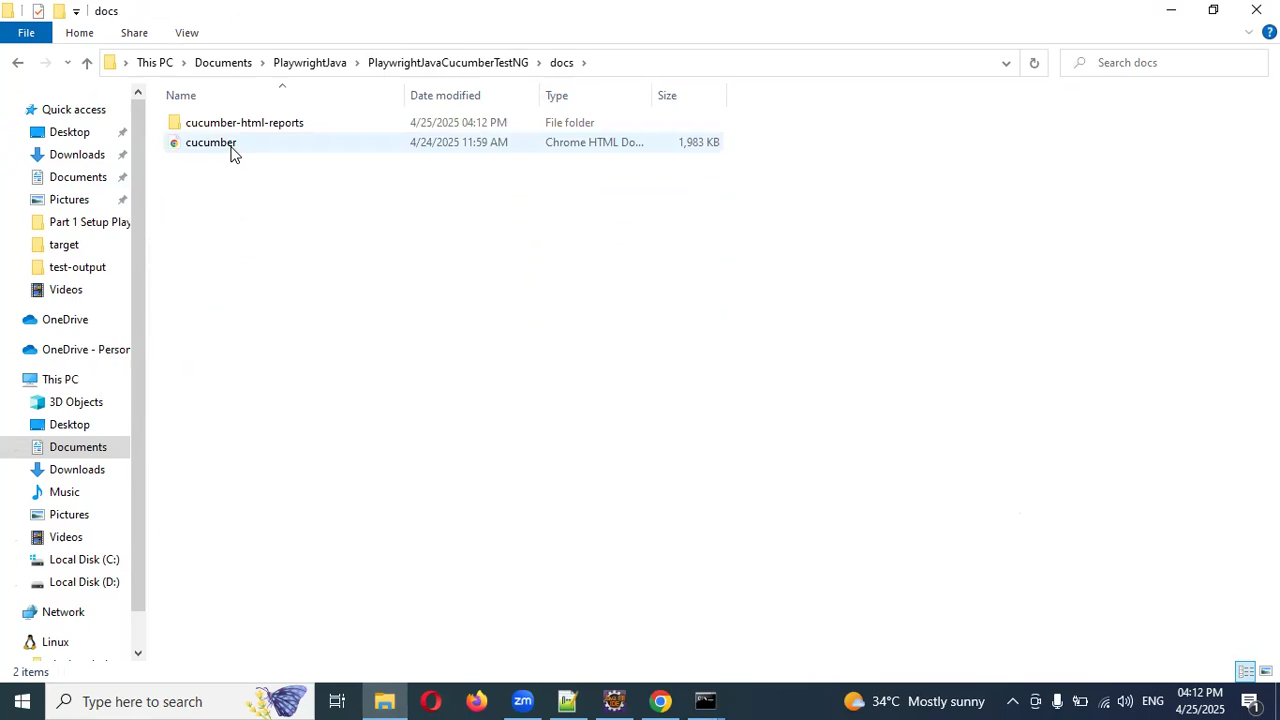 docs
File Home Share View
This PC > Documents > PlaywrightJava > PlaywrightJavaCucumberTestNG > docs > Search docs
Name Date modified Type Size
cucumber-html-reports 4/25/2025 04:12 PM File folder
cucumber 4/24/2025 11:59 AM Chrome HTML Do... 1,983 KB
Quick access
Desktop
Downloads
Documents
Pictures
Part 1 Setup Play
target
test-output
Videos
OneDrive
OneDrive - Person
This PC
3D Objects
Desktop
Documents
Downloads
Music
Pictures
Videos
Local Disk (C:)
Local Disk (D:)
Network
Linux
2 items
Type here to search
zm
34°C Mostly sunny
ENG
04:12 PM
4/25/2025
1